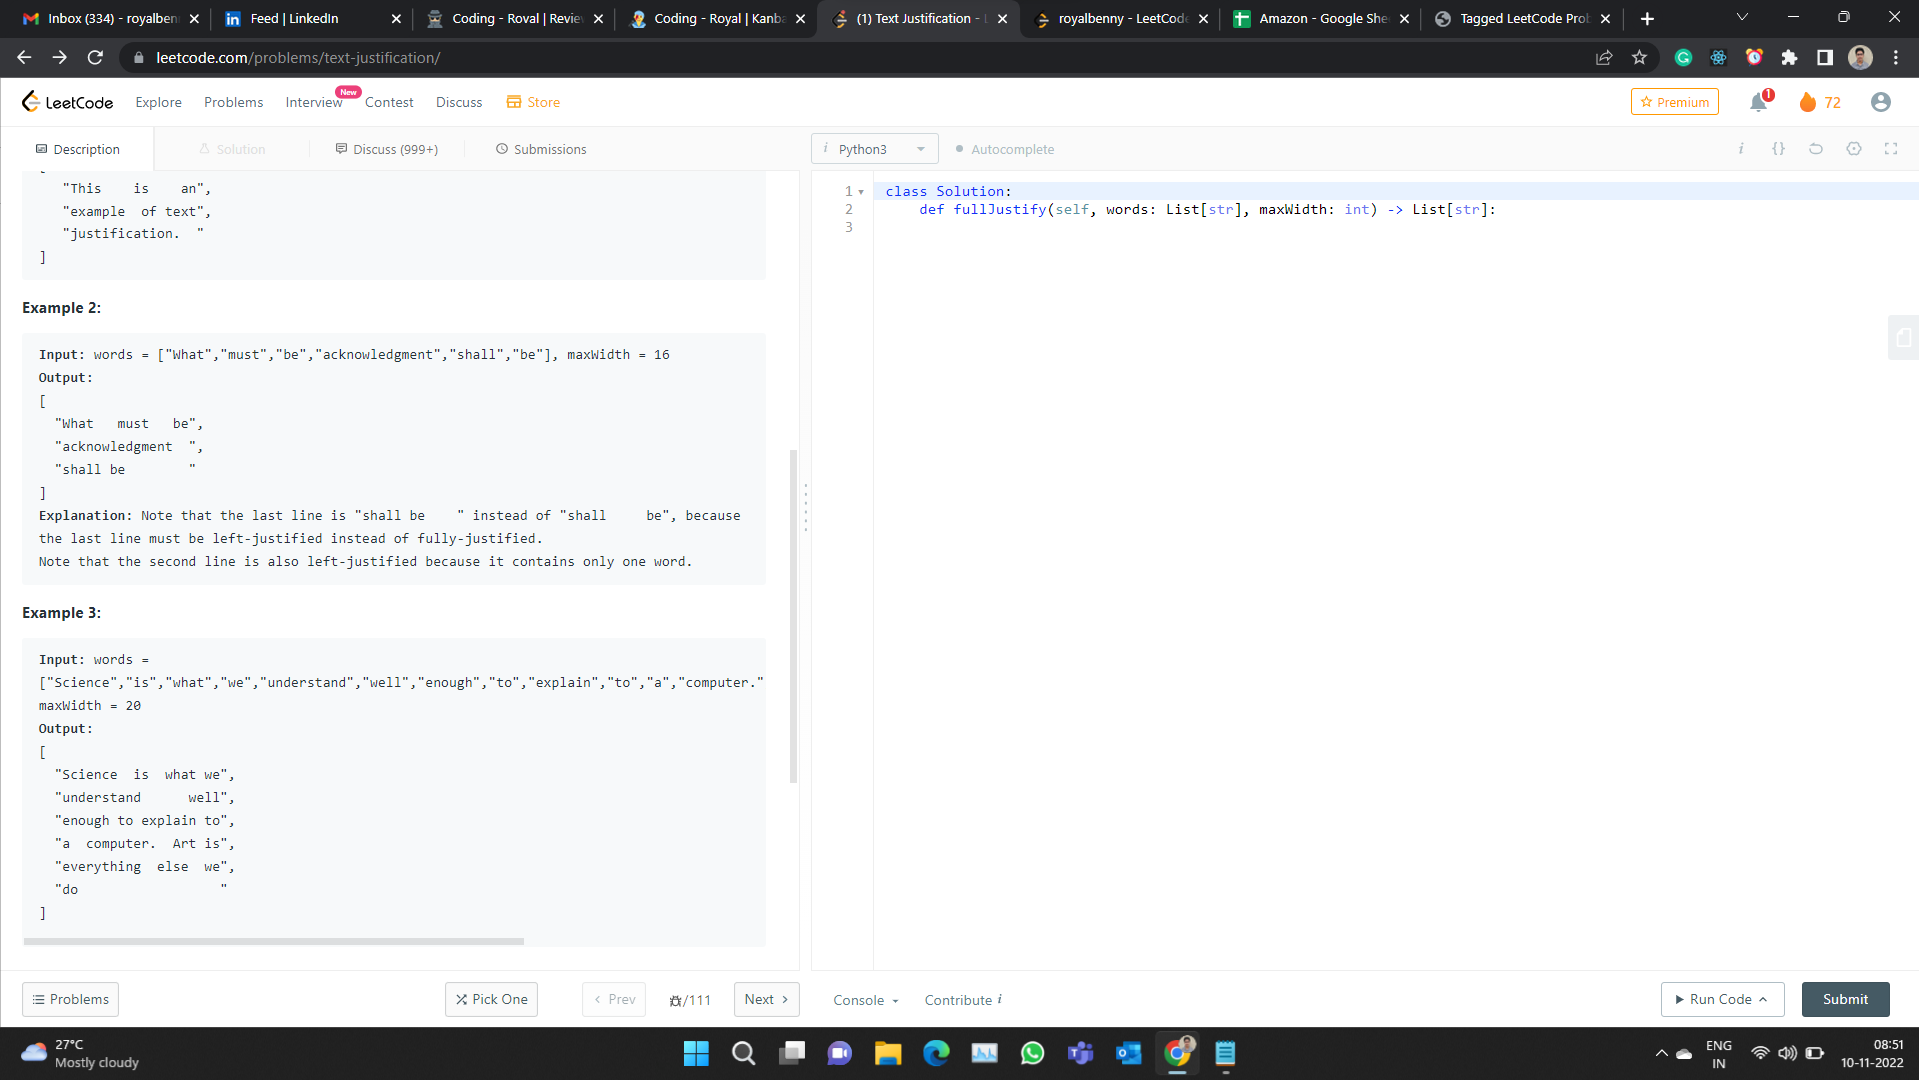 Inbox (334) - royalben
Feed | LinkedIn
Coding - Roval | Revie
Coding - Royal | Kanba
(1) Text Justification - L
royalbenny - LeetCode
Amazon - Google She
Tagged LeetCode Prob
leetcode.com/problems/text-justification/
LeetCode
Explore
Problems
Interview
New
Contest
Discuss
Store
Premium
1
72
Description
Solution
Discuss (999+)
Submissions
Python3
Autocomplete
[
"This    is    an",
"example  of text",
"justification.  "
]
Example 2:
Input: words = ["What","must","be","acknowledgment","shall","be"], maxWidth = 16
Output:
[
"What   must   be",
"acknowledgment  ",
"shall be        "
]
Explanation: Note that the last line is "shall be    " instead of "shall     be", because
the last line must be left-justified instead of fully-justified.
Note that the second line is also left-justified because it contains only one word.
Example 3:
Input: words =
["Science","is","what","we","understand","well","enough","to","explain","to","a","computer."
maxWidth = 20
Output:
[
"Science  is  what we",
"understand      well",
"enough to explain to",
"a  computer.  Art is",
"everything  else  we",
"do                  "
]
1
class Solution:
2
def fullJustify(self, words: List[str], maxWidth: int) -> List[str]:
3
Problems
Pick One
< Prev
/111
Next >
Console
Contribute i
Run Code
Submit
27°C
Mostly cloudy
ENG
IN
08:51
10-11-2022